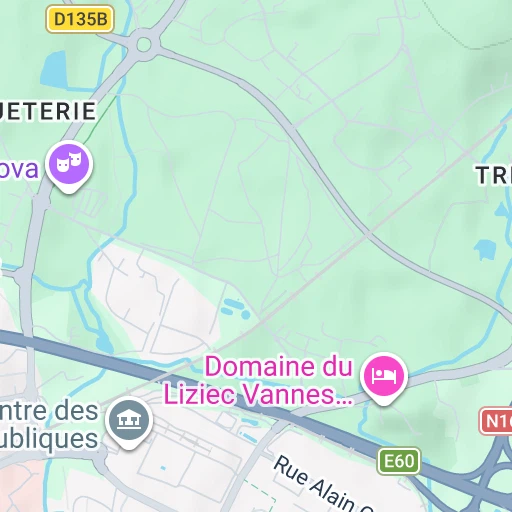 D135B
UETERIE
ova
TRE
Domaine du
Liziec Vannes...
ntre des
ubliques
N16
E60
Rue Alain G